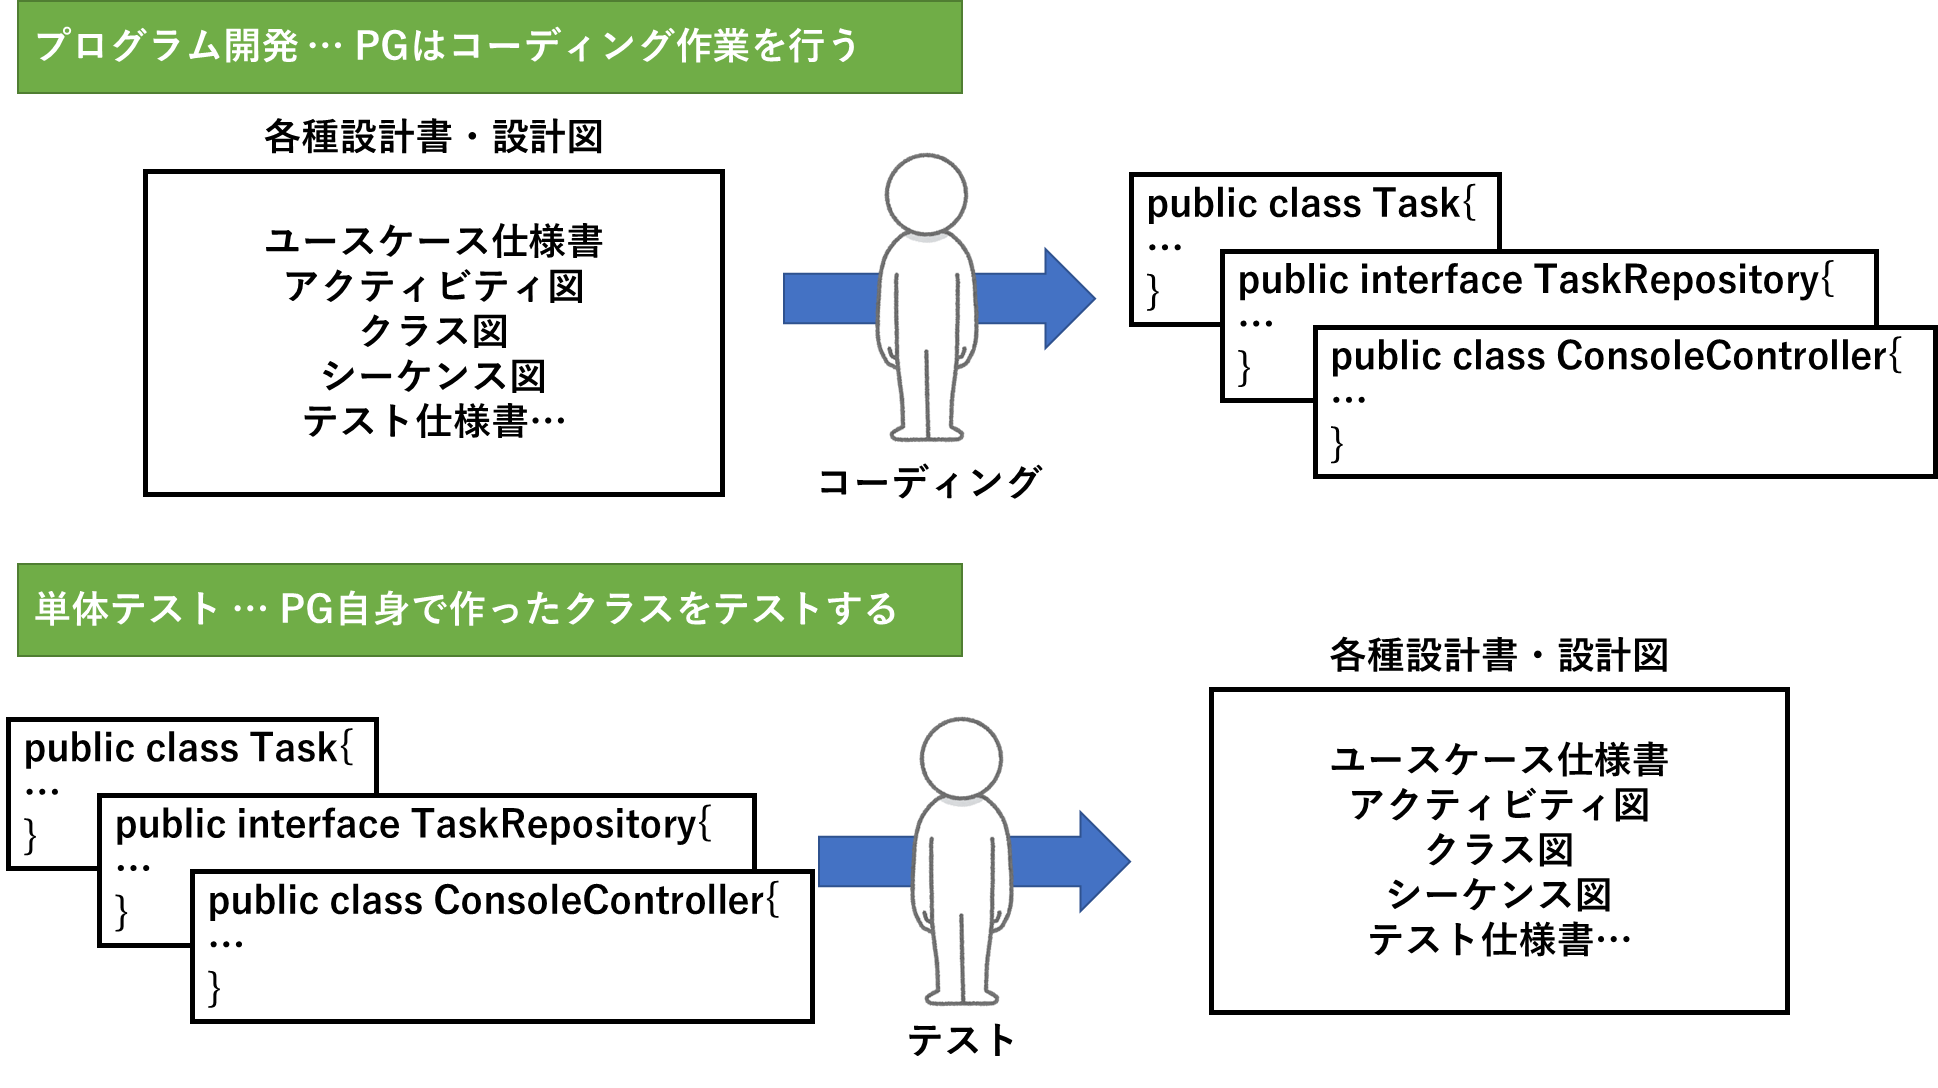 プログラム開発 … PGはコーディング作業を行う
各種設計書・設計図
ユースケース仕様書
アクティビティ図
クラス図
シーケンス図
テスト仕様書…
コーディング
public class Task{
…
}
public interface TaskRepository{
…
}
public class ConsoleController{
…
}
単体テスト … PG自身で作ったクラスをテストする
public class Task{
…
}
public interface TaskRepository{
…
}
public class ConsoleController{
…
}
テスト
各種設計書・設計図
ユースケース仕様書
アクティビティ図
クラス図
シーケンス図
テスト仕様書…